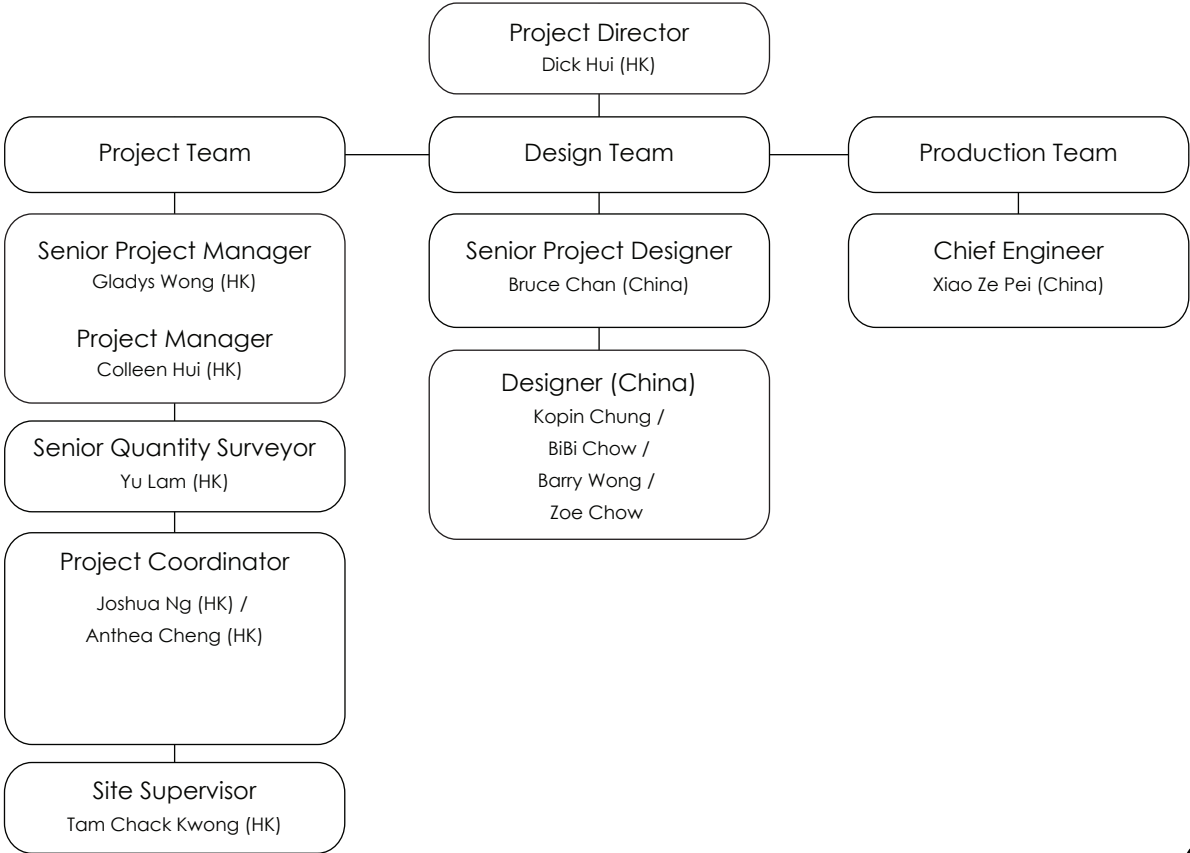 Project Director
Dick Hui (HK)
Project Team
Design Team
Production Team
Senior Project Manager
Gladys Wong (HK)
Project Manager
Colleen Hui (HK)
Senior Quantity Surveyor
Yu Lam (HK)
Project Coordinator
Joshua Ng (HK) /
Anthea Cheng (HK)
Site Supervisor
Tam Chack Kwong (HK)
Senior Project Designer
Bruce Chan (China)
Designer (China)
Kopin Chung /
BiBi Chow /
Barry Wong /
Zoe Chow
Chief Engineer
Xiao Ze Pei (China)